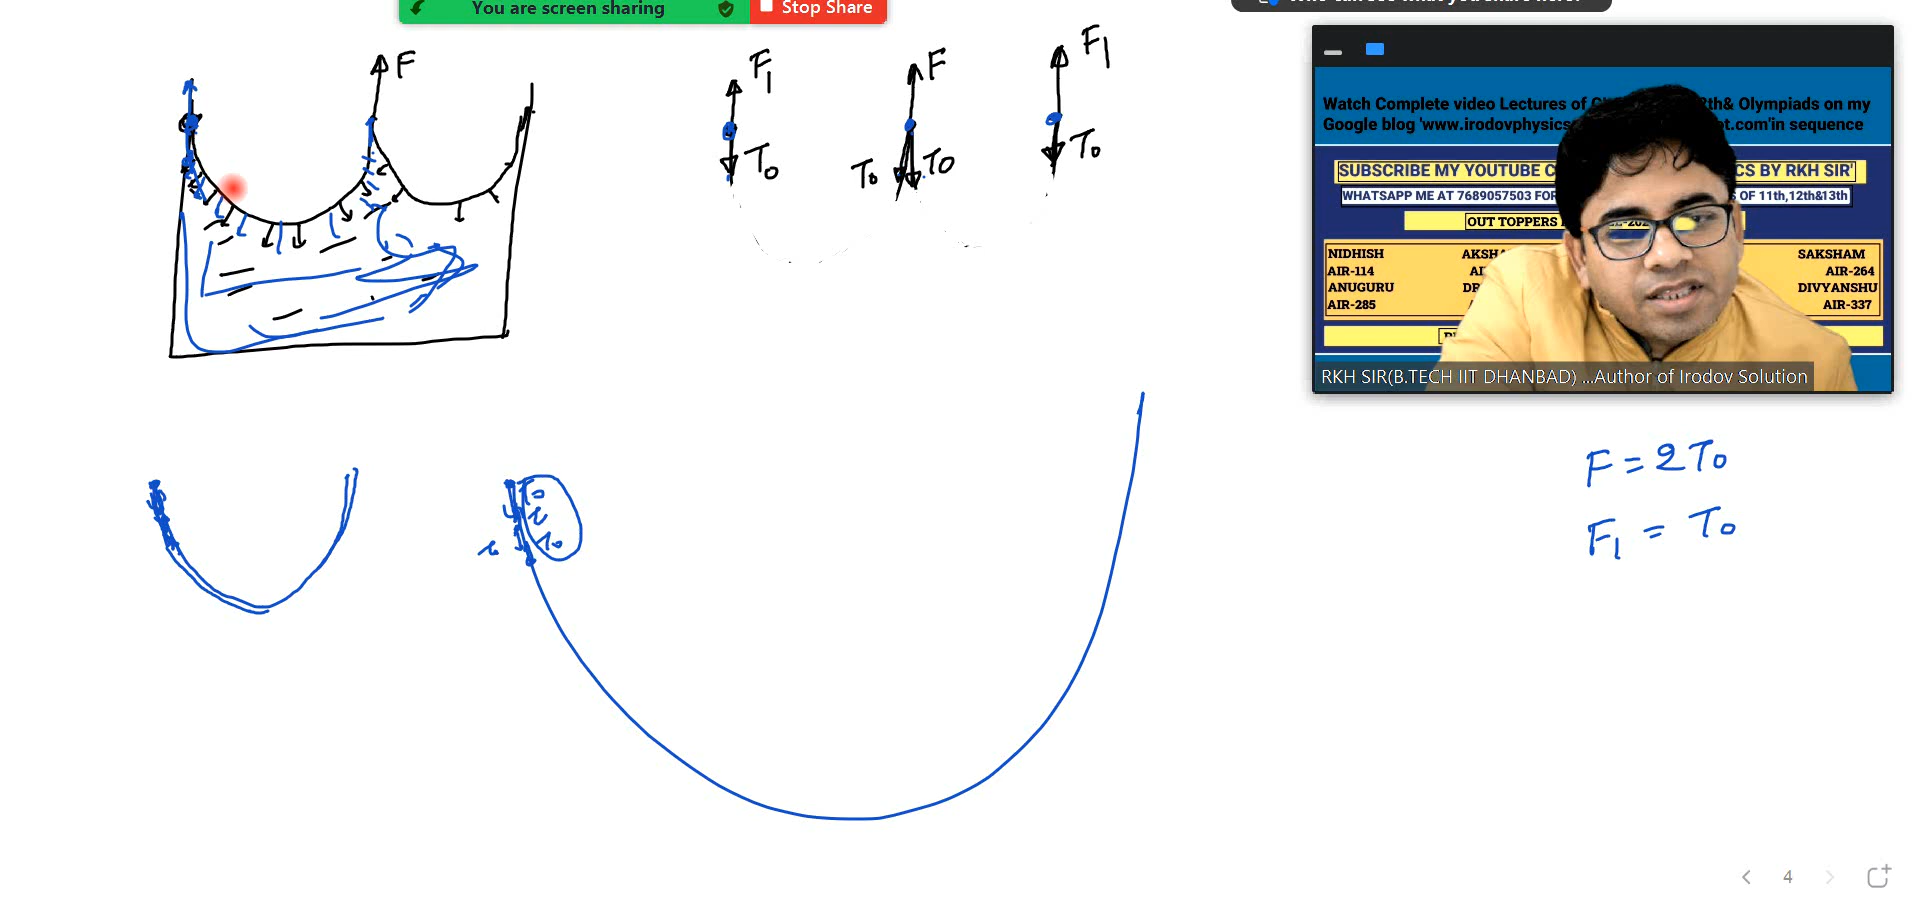 You are screen sharing
Stop Share
F
F1
T0
F
T0
T0
F1
T0
Watch Complete video Lectures of
th& Olympiads on my
Google blog 'www.irodovphysics
t.com'in sequence
SUBSCRIBE MY YOUTUBE C
CS BY RKH SIR'
WHATSAPP ME AT 7689057503 FOR
OF 11th,12th&13th
OUT TOPPERS
NIDHISH
SAKSHAM
AIR-114
AIR-264
ANUGURU
DIVYANSHU
AIR-285
AIR-337
RKH SIR(B.TECH IIT DHANBAD) ...Author of Irodov Solution
F = 2T0
F1 = T0
T0
T0
4